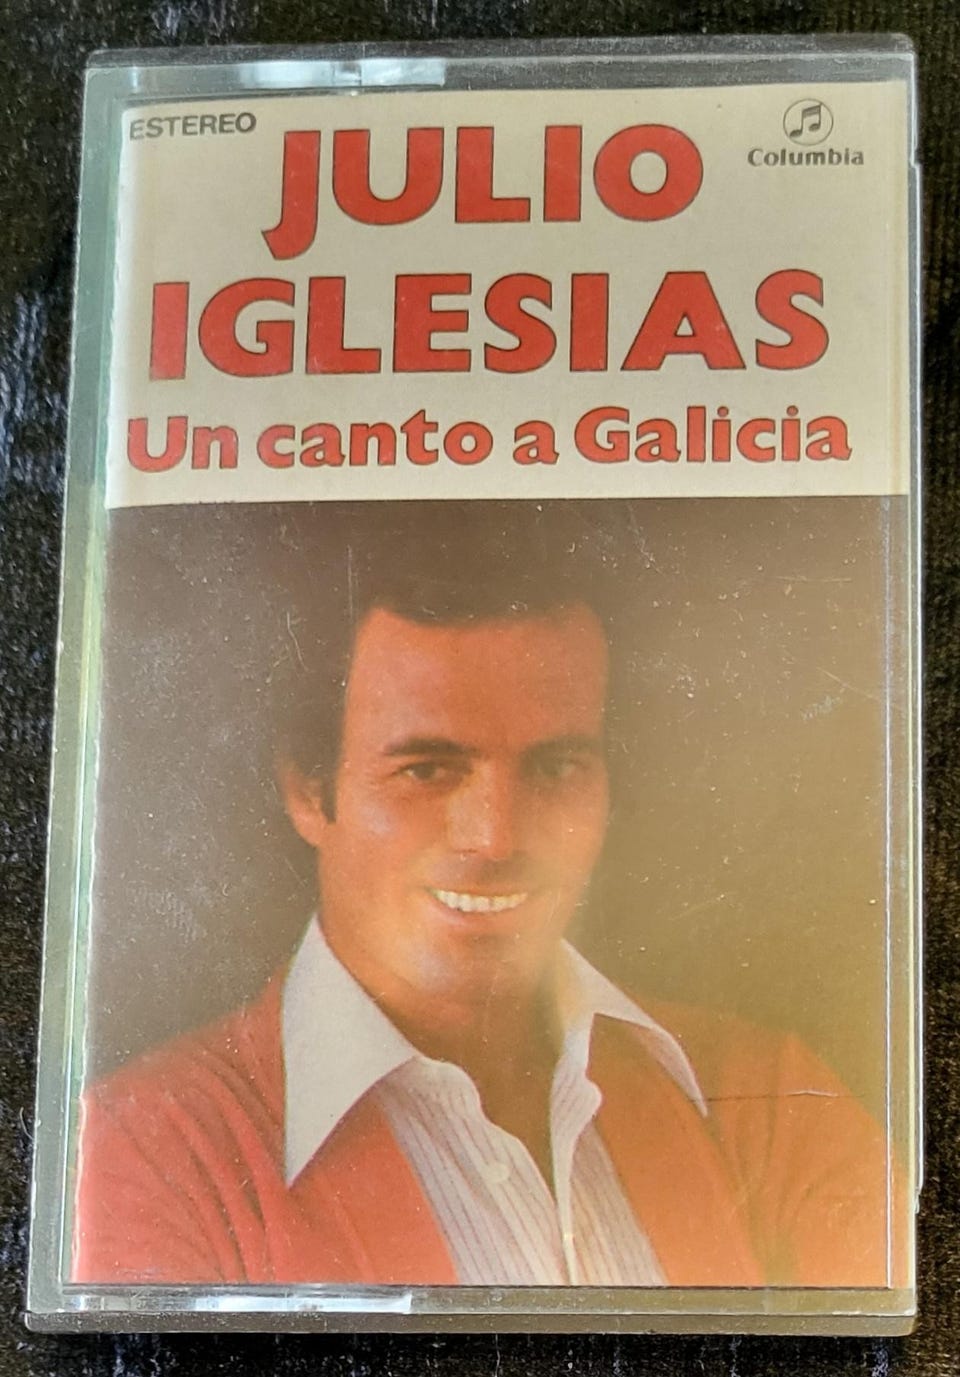 ESTEREO
Columbia
JULIO
IGLESIAS
Un canto a Galicia